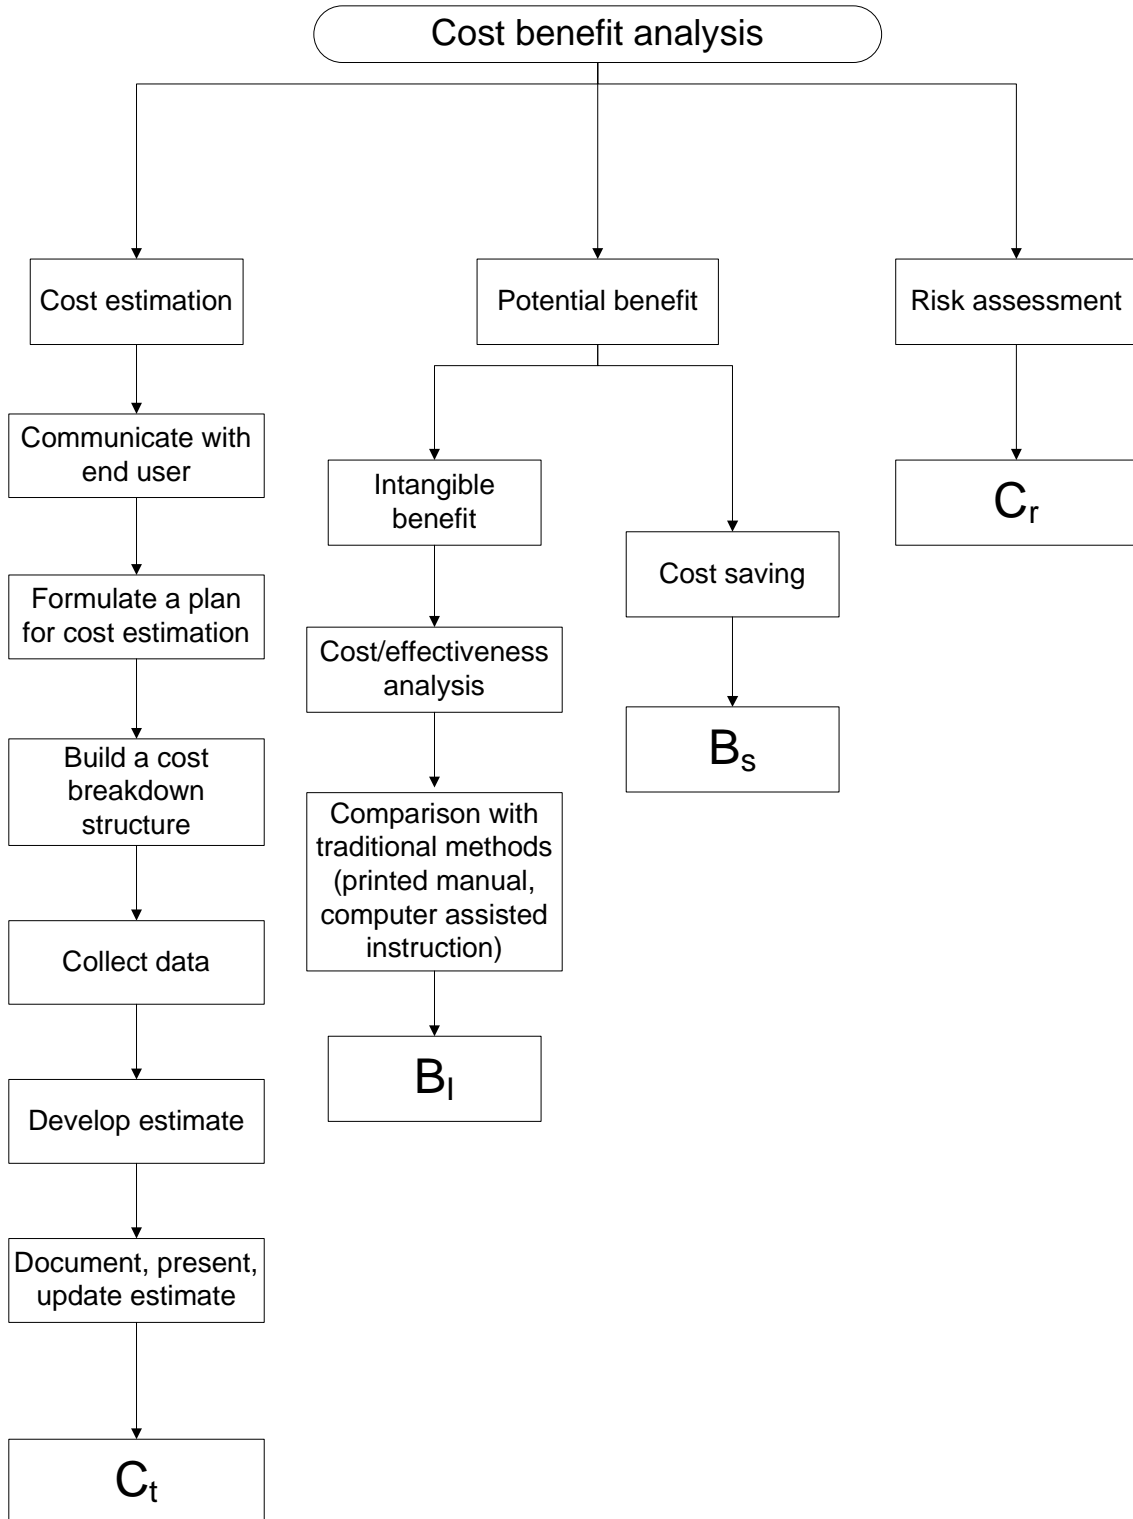 Cost benefit analysis
Cost estimation
Communicate with
end user
Formulate a plan
for cost estimation
Build a cost
breakdown
structure
Collect data
Develop estimate
Document, present,
update estimate
Ct
Potential benefit
Intangible
benefit
Cost/effectiveness
analysis
Comparison with
traditional methods
(printed manual,
computer assisted
instruction)
BI
Cost saving
Bs
Risk assessment
Cr